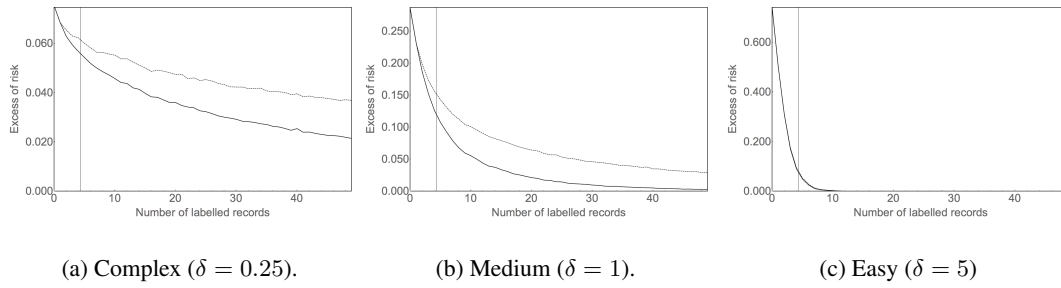 Excess of risk
0.060
0.040
0.020
0.000
0 10 20 30 40
Number of labelled records
(a) Complex (δ = 0.25).
Excess of risk
0.250
0.200
0.150
0.100
0.050
0.000
0 10 20 30 40
Number of labelled records
(b) Medium (δ = 1).
Excess of risk
0.600
0.400
0.200
0.000
0 10 20 30 40
Number of labelled records
(c) Easy (δ = 5)